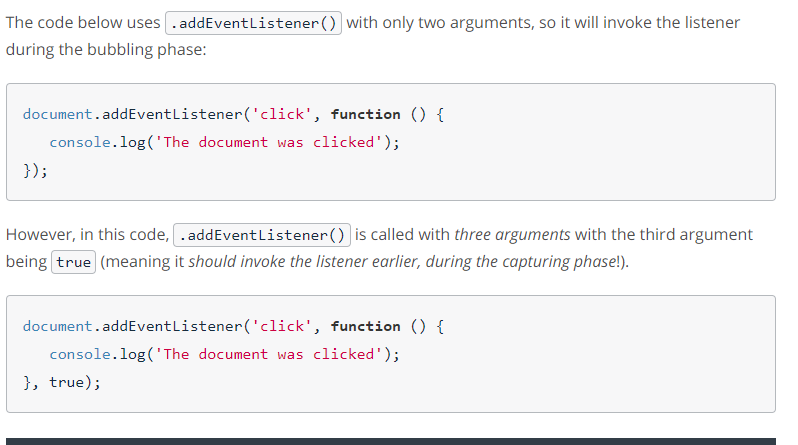 The code below uses .addEventListener() with only two arguments, so it will invoke the listener
during the bubbling phase:
document.addEventListener('click', function () {
   console.log('The document was clicked');
});
However, in this code, .addEventListener() is called with three arguments with the third argument
being true (meaning it should invoke the listener earlier, during the capturing phase!).
document.addEventListener('click', function () {
   console.log('The document was clicked');
}, true);